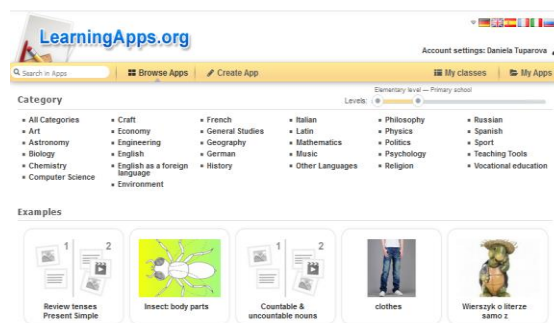 LearningApps.org
Account settings: Daniela Tuparova
Search in Apps
Browse Apps
Create App
My classes
My Apps
Category
Elementary level — Primary school
Levels:
All Categories
Art
Astronomy
Biology
Chemistry
Computer Science
Craft
Economy
Engineering
English
English as a foreign
language
Environment
French
General Studies
Geography
German
History
Italian
Latin
Mathematics
Music
Other Languages
Philosophy
Physics
Politics
Psychology
Religion
Russian
Spanish
Sport
Teaching Tools
Vocational education
Examples
1 2
Review tenses
Present Simple
Insect: body parts
1 2
Countable &
uncountable nouns
clothes
Wierszyk o literze
samo z